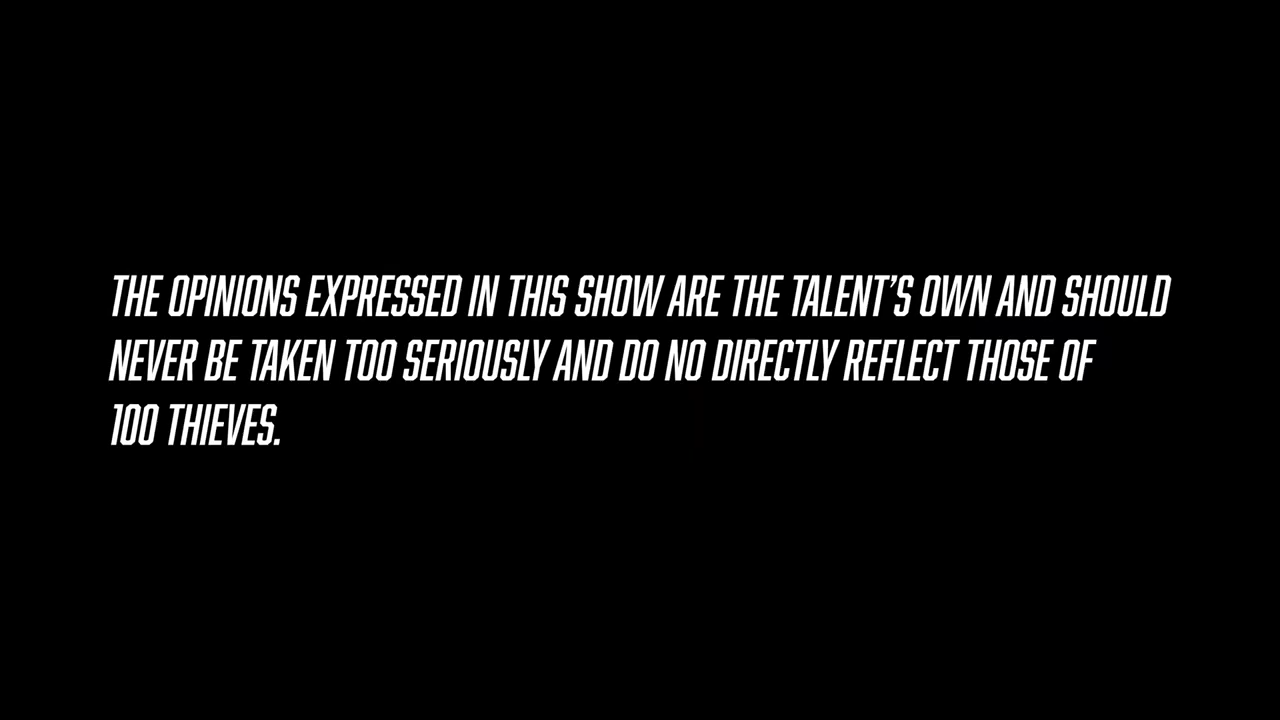 THE OPINIONS EXPRESSED IN THIS SHOW ARE THE TALENT'S OWN AND SHOULD
NEVER BE TAKEN TOO SERIOUSLY AND DO NO DIRECTLY REFLECT THOSE OF
100 THIEVES.